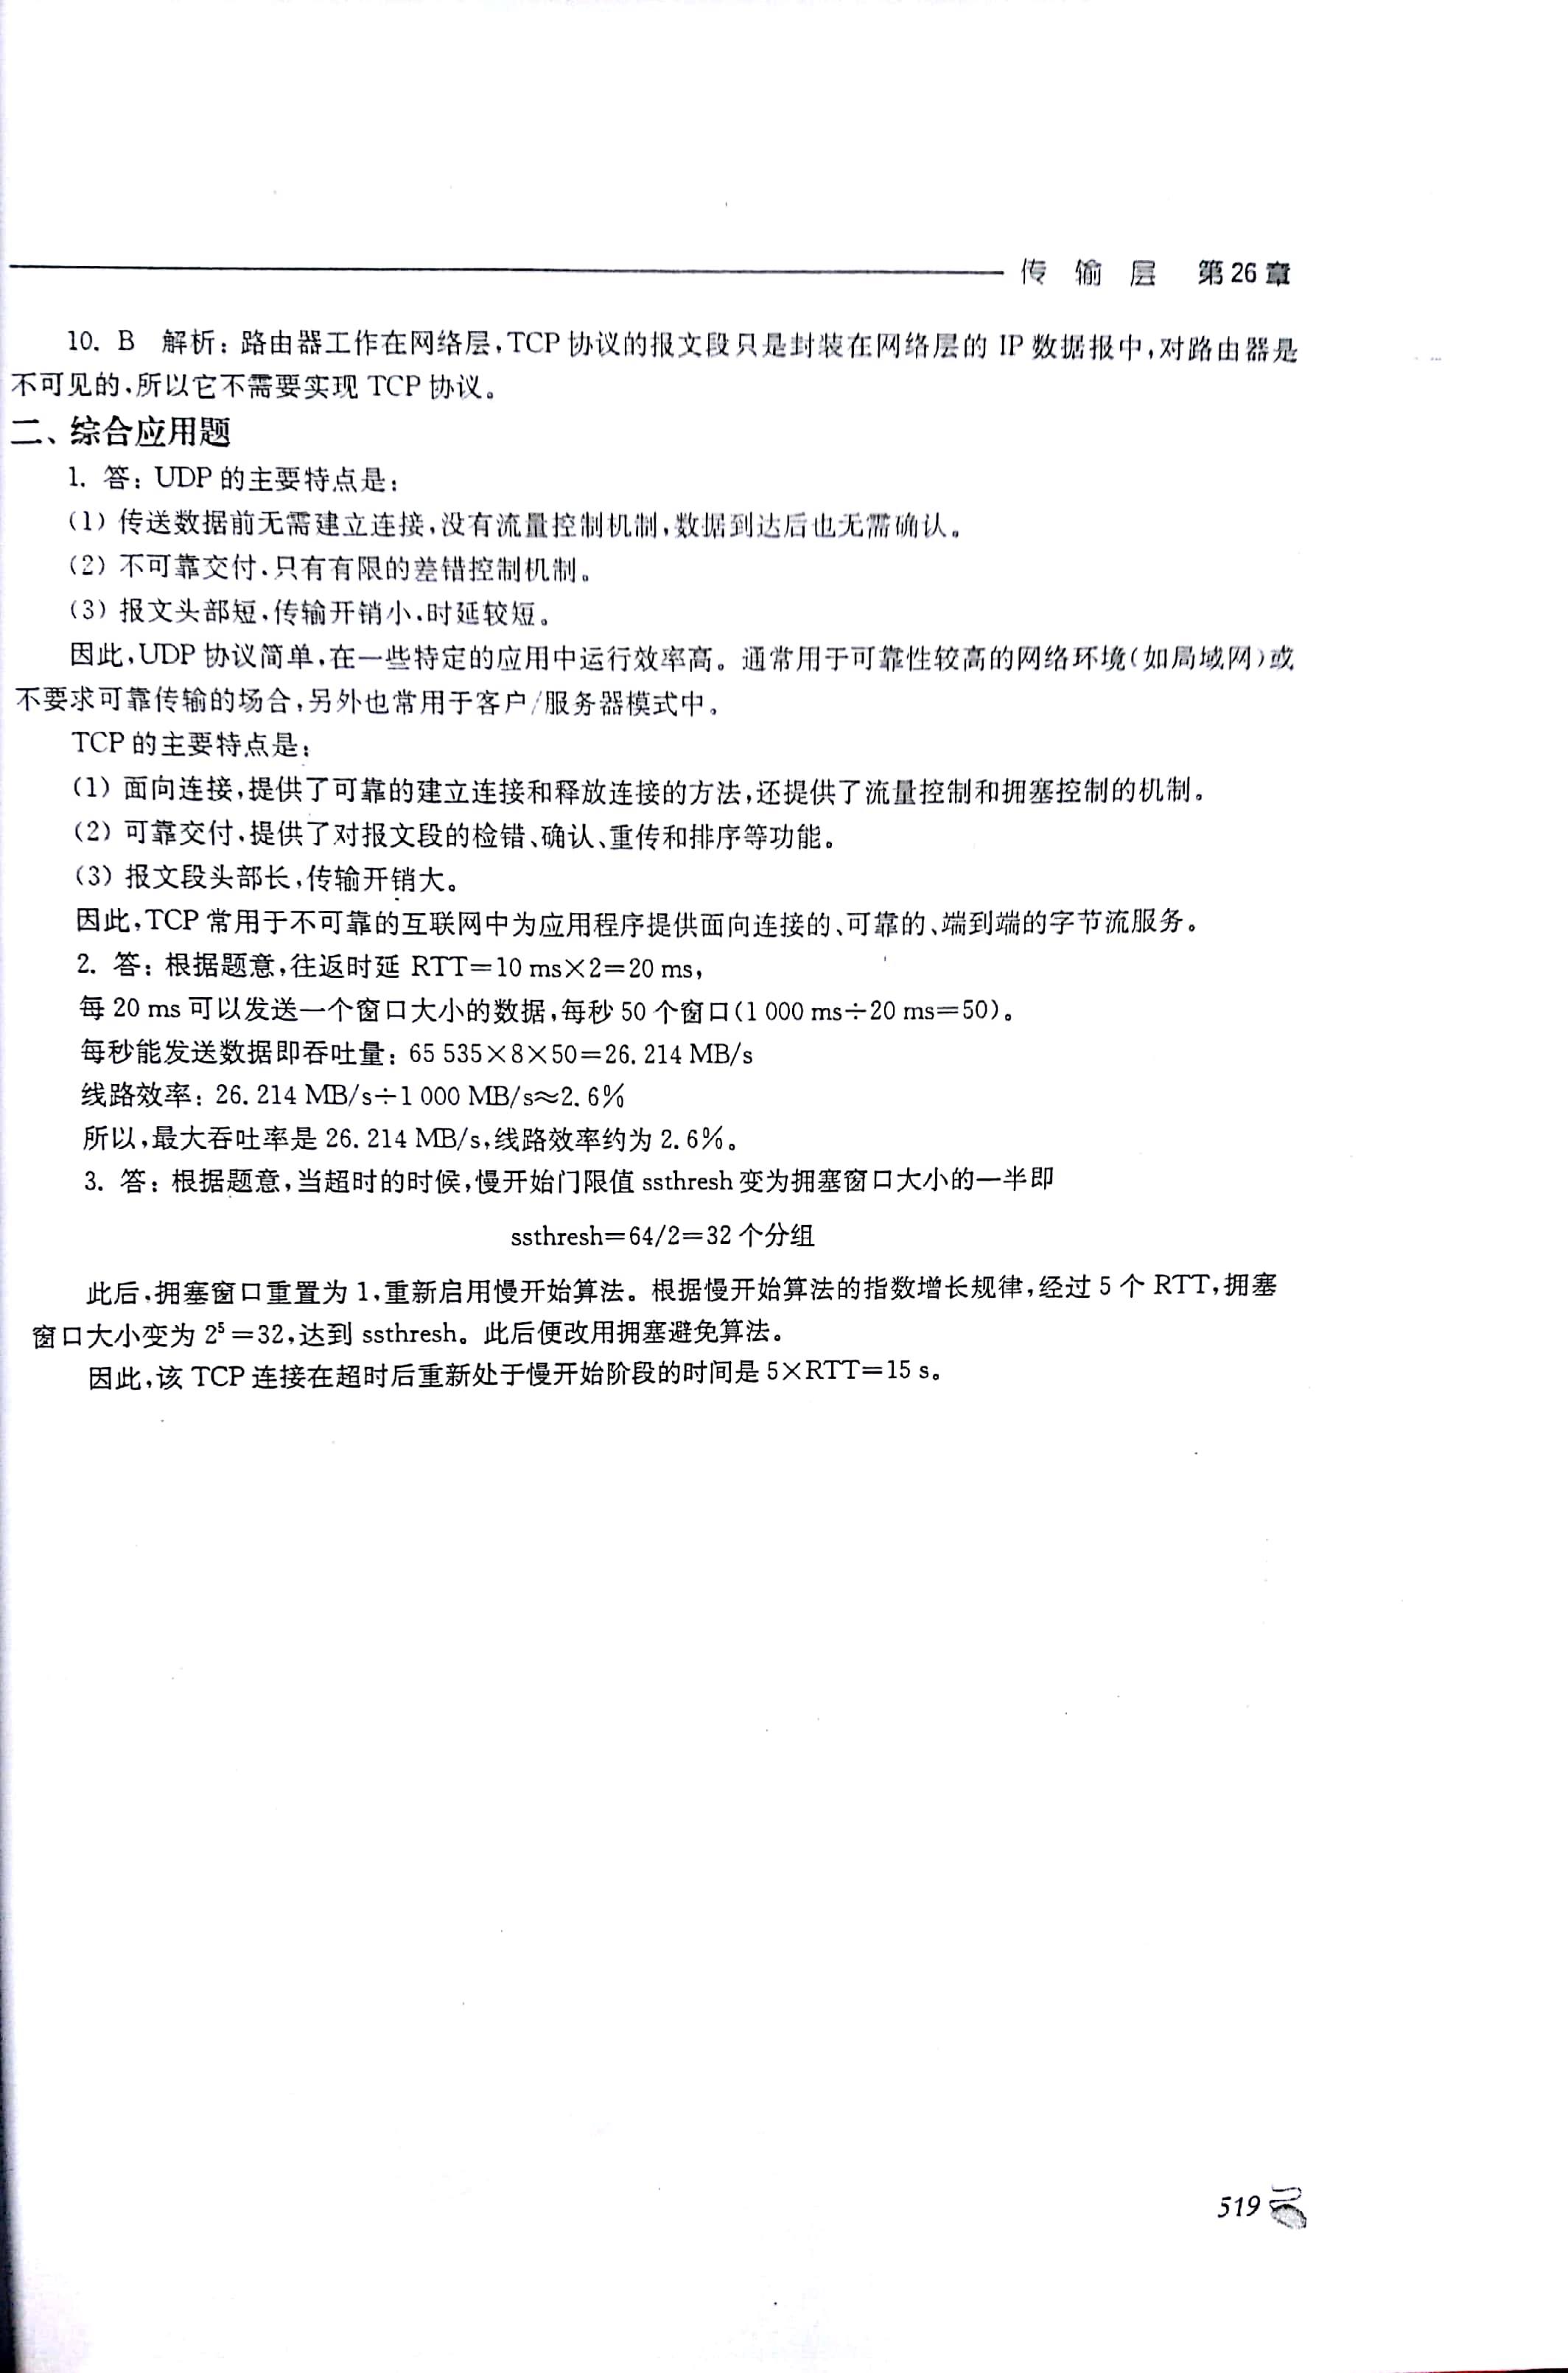 传 输 层 第26章
10. B 解析：路由器工作在网络层，TCP协议的报文段只是封装在网络层的 IP 数据报中，对路由器是
不可见的，所以它不需要实现 TCP 协议。
二、综合应用题
1. 答：UDP 的主要特点是：
(1) 传送数据前无需建立连接，没有流量控制机制，数据到达后也无需确认。
(2) 不可靠交付，只有有限的差错控制机制。
(3) 报文头部短，传输开销小，时延较短。
因此，UDP 协议简单，在一些特定的应用中运行效率高。通常用于可靠性较高的网络环境(如局域网)或
不要求可靠传输的场合，另外也常用于客户/服务器模式中。
TCP 的主要特点是：
(1) 面向连接，提供了可靠的建立连接和释放连接的方法，还提供了流量控制和拥塞控制的机制。
(2) 可靠交付，提供了对报文段的检错、确认、重传和排序等功能。
(3) 报文段头部长，传输开销大。
因此，TCP 常用于不可靠的互联网中为应用程序提供面向连接的、可靠的、端到端的字节流服务。
2. 答：根据题意，往返时延 RTT=10 ms×2=20 ms，
每 20 ms 可以发送一个窗口大小的数据，每秒 50 个窗口(1 000 ms÷20 ms=50)。
每秒能发送数据即吞吐量：65 535×8×50=26.214 MB/s
线路效率：26.214 MB/s÷1 000 MB/s≈2.6%
所以，最大吞吐率是 26.214 MB/s，线路效率约为 2.6%。
3. 答：根据题意，当超时的时候，慢开始门限值 ssthresh 变为拥塞窗口大小的一半即
ssthresh=64/2=32 个分组
此后，拥塞窗口重置为 1，重新启用慢开始算法。根据慢开始算法的指数增长规律，经过 5 个 RTT，拥塞
窗口大小变为 2⁵=32，达到 ssthresh。此后便改用拥塞避免算法。
因此，该 TCP 连接在超时后重新处于慢开始阶段的时间是 5×RTT=15 s。
519